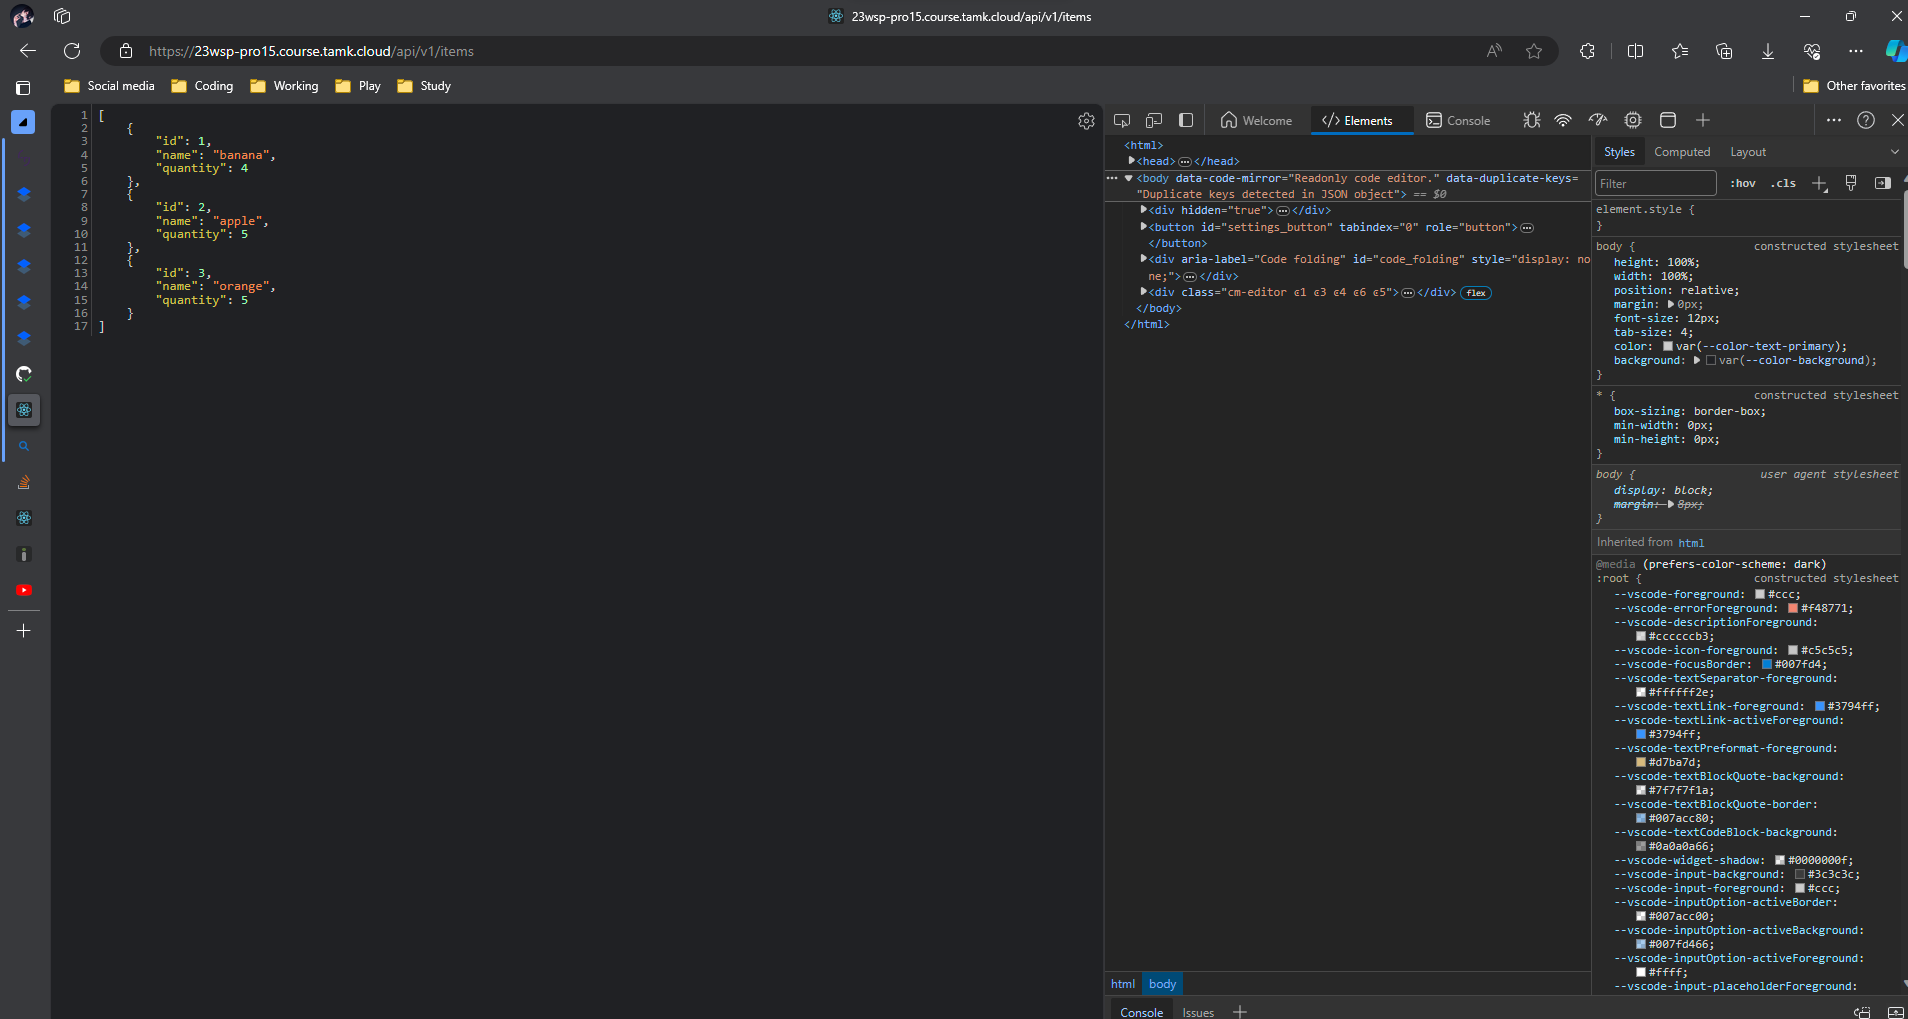 23wsp-pro15.course.tamk.cloud/api/v1/items
https://23wsp-pro15.course.tamk.cloud/api/v1/items
Social media Coding Working Play Study Other favorites
1 [
2 {
3 "id": 1,
4 "name": "banana",
5 "quantity": 4
6 },
7 {
8 "id": 2,
9 "name": "apple",
10 "quantity": 5
11 },
12 {
13 "id": 3,
14 "name": "orange",
15 "quantity": 5
16 }
17 ]
Welcome </> Elements Console
<html>
<head> </head>
<body data-code-mirror="Readonly code editor." data-duplicate-keys=
"Duplicate keys detected in JSON object"> == $0
<div hidden="true"> </div>
<button id="settings_button" tabindex="0" role="button">
</button>
<div aria-label="Code folding" id="code_folding" style="display: no
ne;"> </div>
<div class="cm-editor ͼ1 ͼ3 ͼ4 ͼ6 ͼ5"> </div> flex
</body>
</html>
html body
Console Issues
Styles Computed Layout
Filter :hov .cls
element.style {
}
body { constructed stylesheet
height: 100%;
width: 100%;
position: relative;
margin: 0px;
font-size: 12px;
tab-size: 4;
color: var(--color-text-primary);
background: var(--color-background);
}
* { constructed stylesheet
box-sizing: border-box;
min-width: 0px;
min-height: 0px;
}
body { user agent stylesheet
display: block;
margin: 8px;
}
Inherited from html
@media (prefers-color-scheme: dark)
:root { constructed stylesheet
--vscode-foreground: #ccc;
--vscode-errorForeground: #f48771;
--vscode-descriptionForeground:
#ccccccb3;
--vscode-icon-foreground: #c5c5c5;
--vscode-focusBorder: #007fd4;
--vscode-textSeparator-foreground:
#ffffff2e;
--vscode-textLink-foreground: #3794ff;
--vscode-textLink-activeForeground:
#3794ff;
--vscode-textPreformat-foreground:
#d7ba7d;
--vscode-textBlockQuote-background:
#7f7f7f1a;
--vscode-textBlockQuote-border:
#007acc80;
--vscode-textCodeBlock-background:
#0a0a0a66;
--vscode-widget-shadow: #0000000f;
--vscode-input-background: #3c3c3c;
--vscode-input-foreground: #ccc;
--vscode-inputOption-activeBorder:
#007acc00;
--vscode-inputOption-activeBackground:
#007fd466;
--vscode-inputOption-activeForeground:
#ffff;
--vscode-input-placeholderForeground: